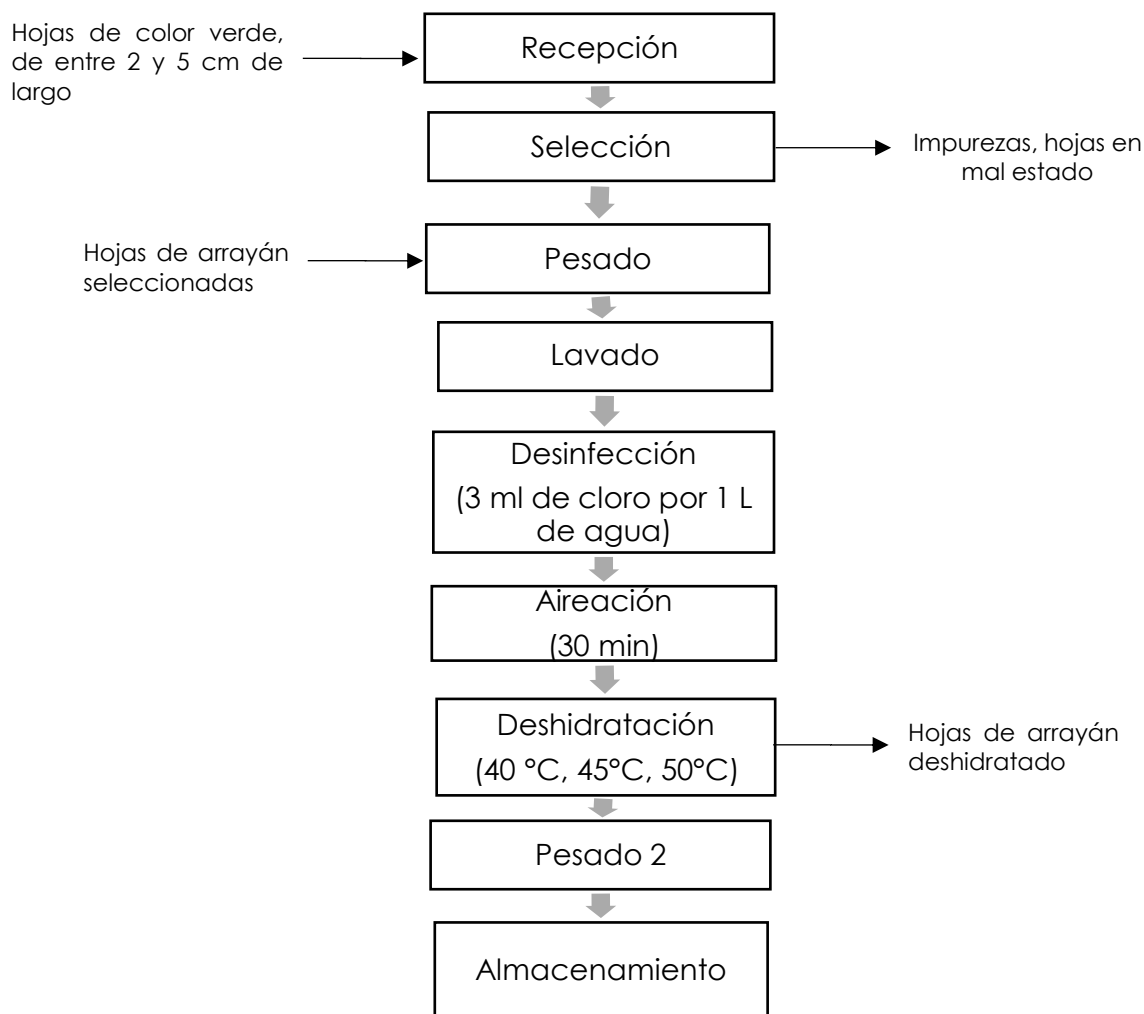 Hojas de color verde,
de entre 2 y 5 cm de
largo
Recepción
Selección
Impurezas, hojas en
mal estado
Hojas de arrayán
seleccionadas
Pesado
Lavado
Desinfección
(3 ml de cloro por 1 L
de agua)
Aireación
(30 min)
Deshidratación
(40 °C, 45°C, 50°C)
Hojas de arrayán
deshidratado
Pesado 2
Almacenamiento